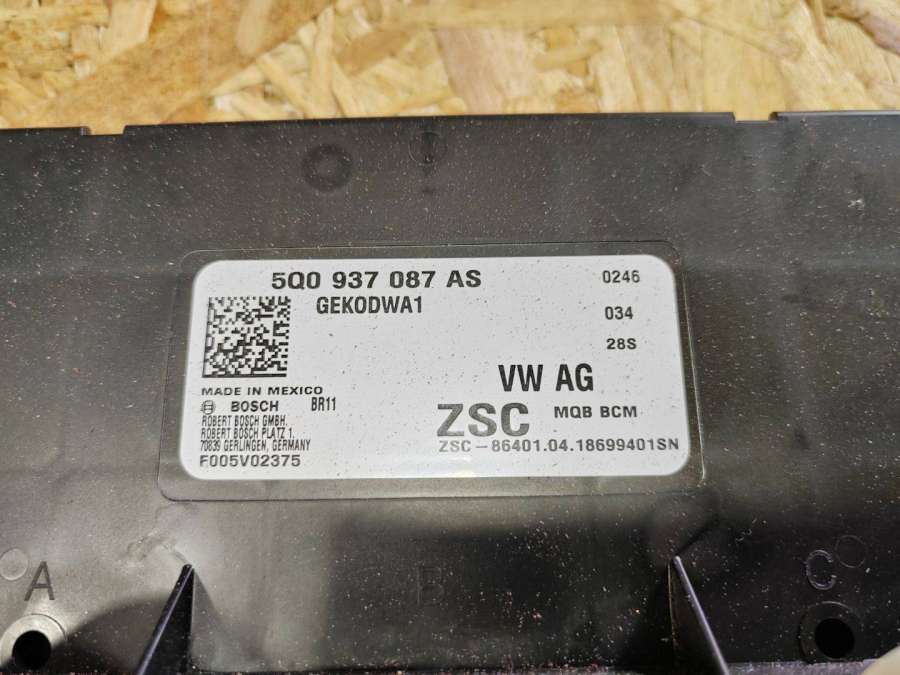 5Q0 937 087 AS
0246
GEKODWA1
034
28S
VW AG
MADE IN MEXICO
BOSCH BR11
ZSC MQB BCM
ROBERT BOSCH GMBH.
ROBERT BOSCH PLATZ 1.
70839 GERLINGEN, GERMANY
ZSC-86401.04.18699401SN
F005V02375
A
B
C